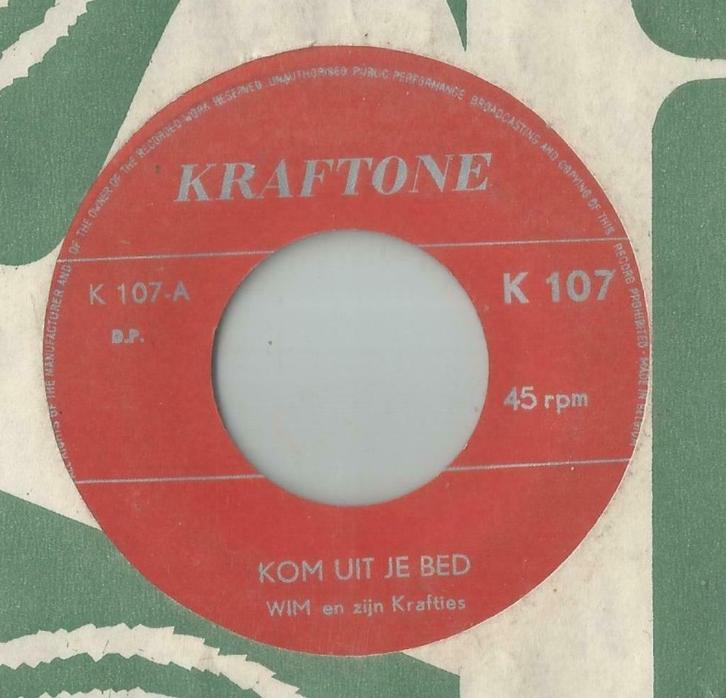 ALL RIGHTS OF THE MANUFACTURER AND OF THE OWNER OF THE RECORDED WORK RESERVED. UNAUTHORISED PUBLIC PERFORMANCE BROADCASTING AND COPYING OF THIS RECORD PROHIBITED · MADE IN BELGIUM
KRAFTONE
K 107-A
K 107
D.P.
45 rpm
KOM UIT JE BED
WIM en zijn Krafties